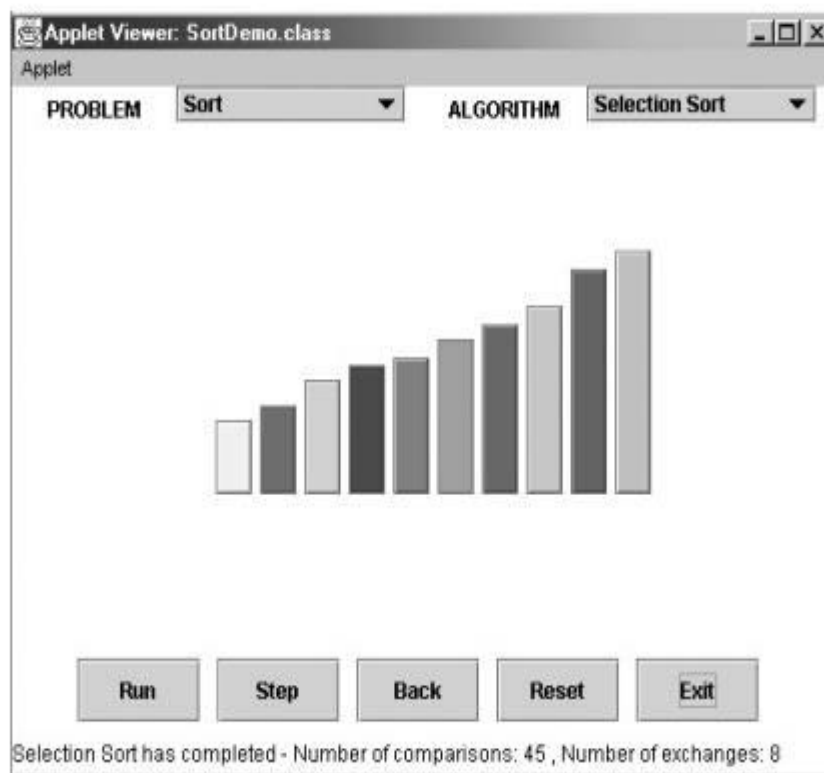 Applet Viewer: SortDemo.class
Applet
PROBLEM Sort ALGORITHM Selection Sort
Run Step Back Reset Exit
Selection Sort has completed - Number of comparisons: 45 , Number of exchanges: 8